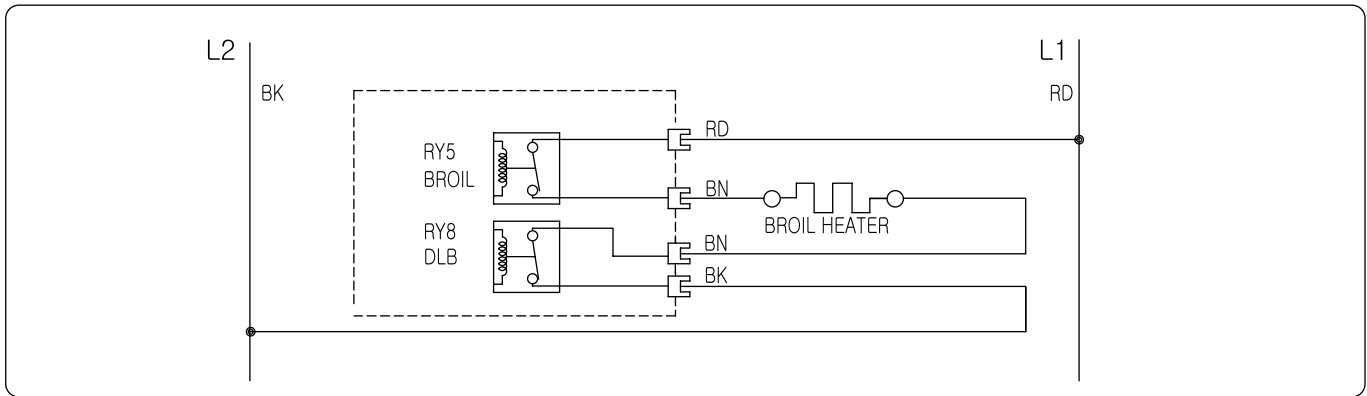 L2
L1
BK
RD
RD
RY5
BROIL
BN
BROIL HEATER
RY8
DLB
BN
BK